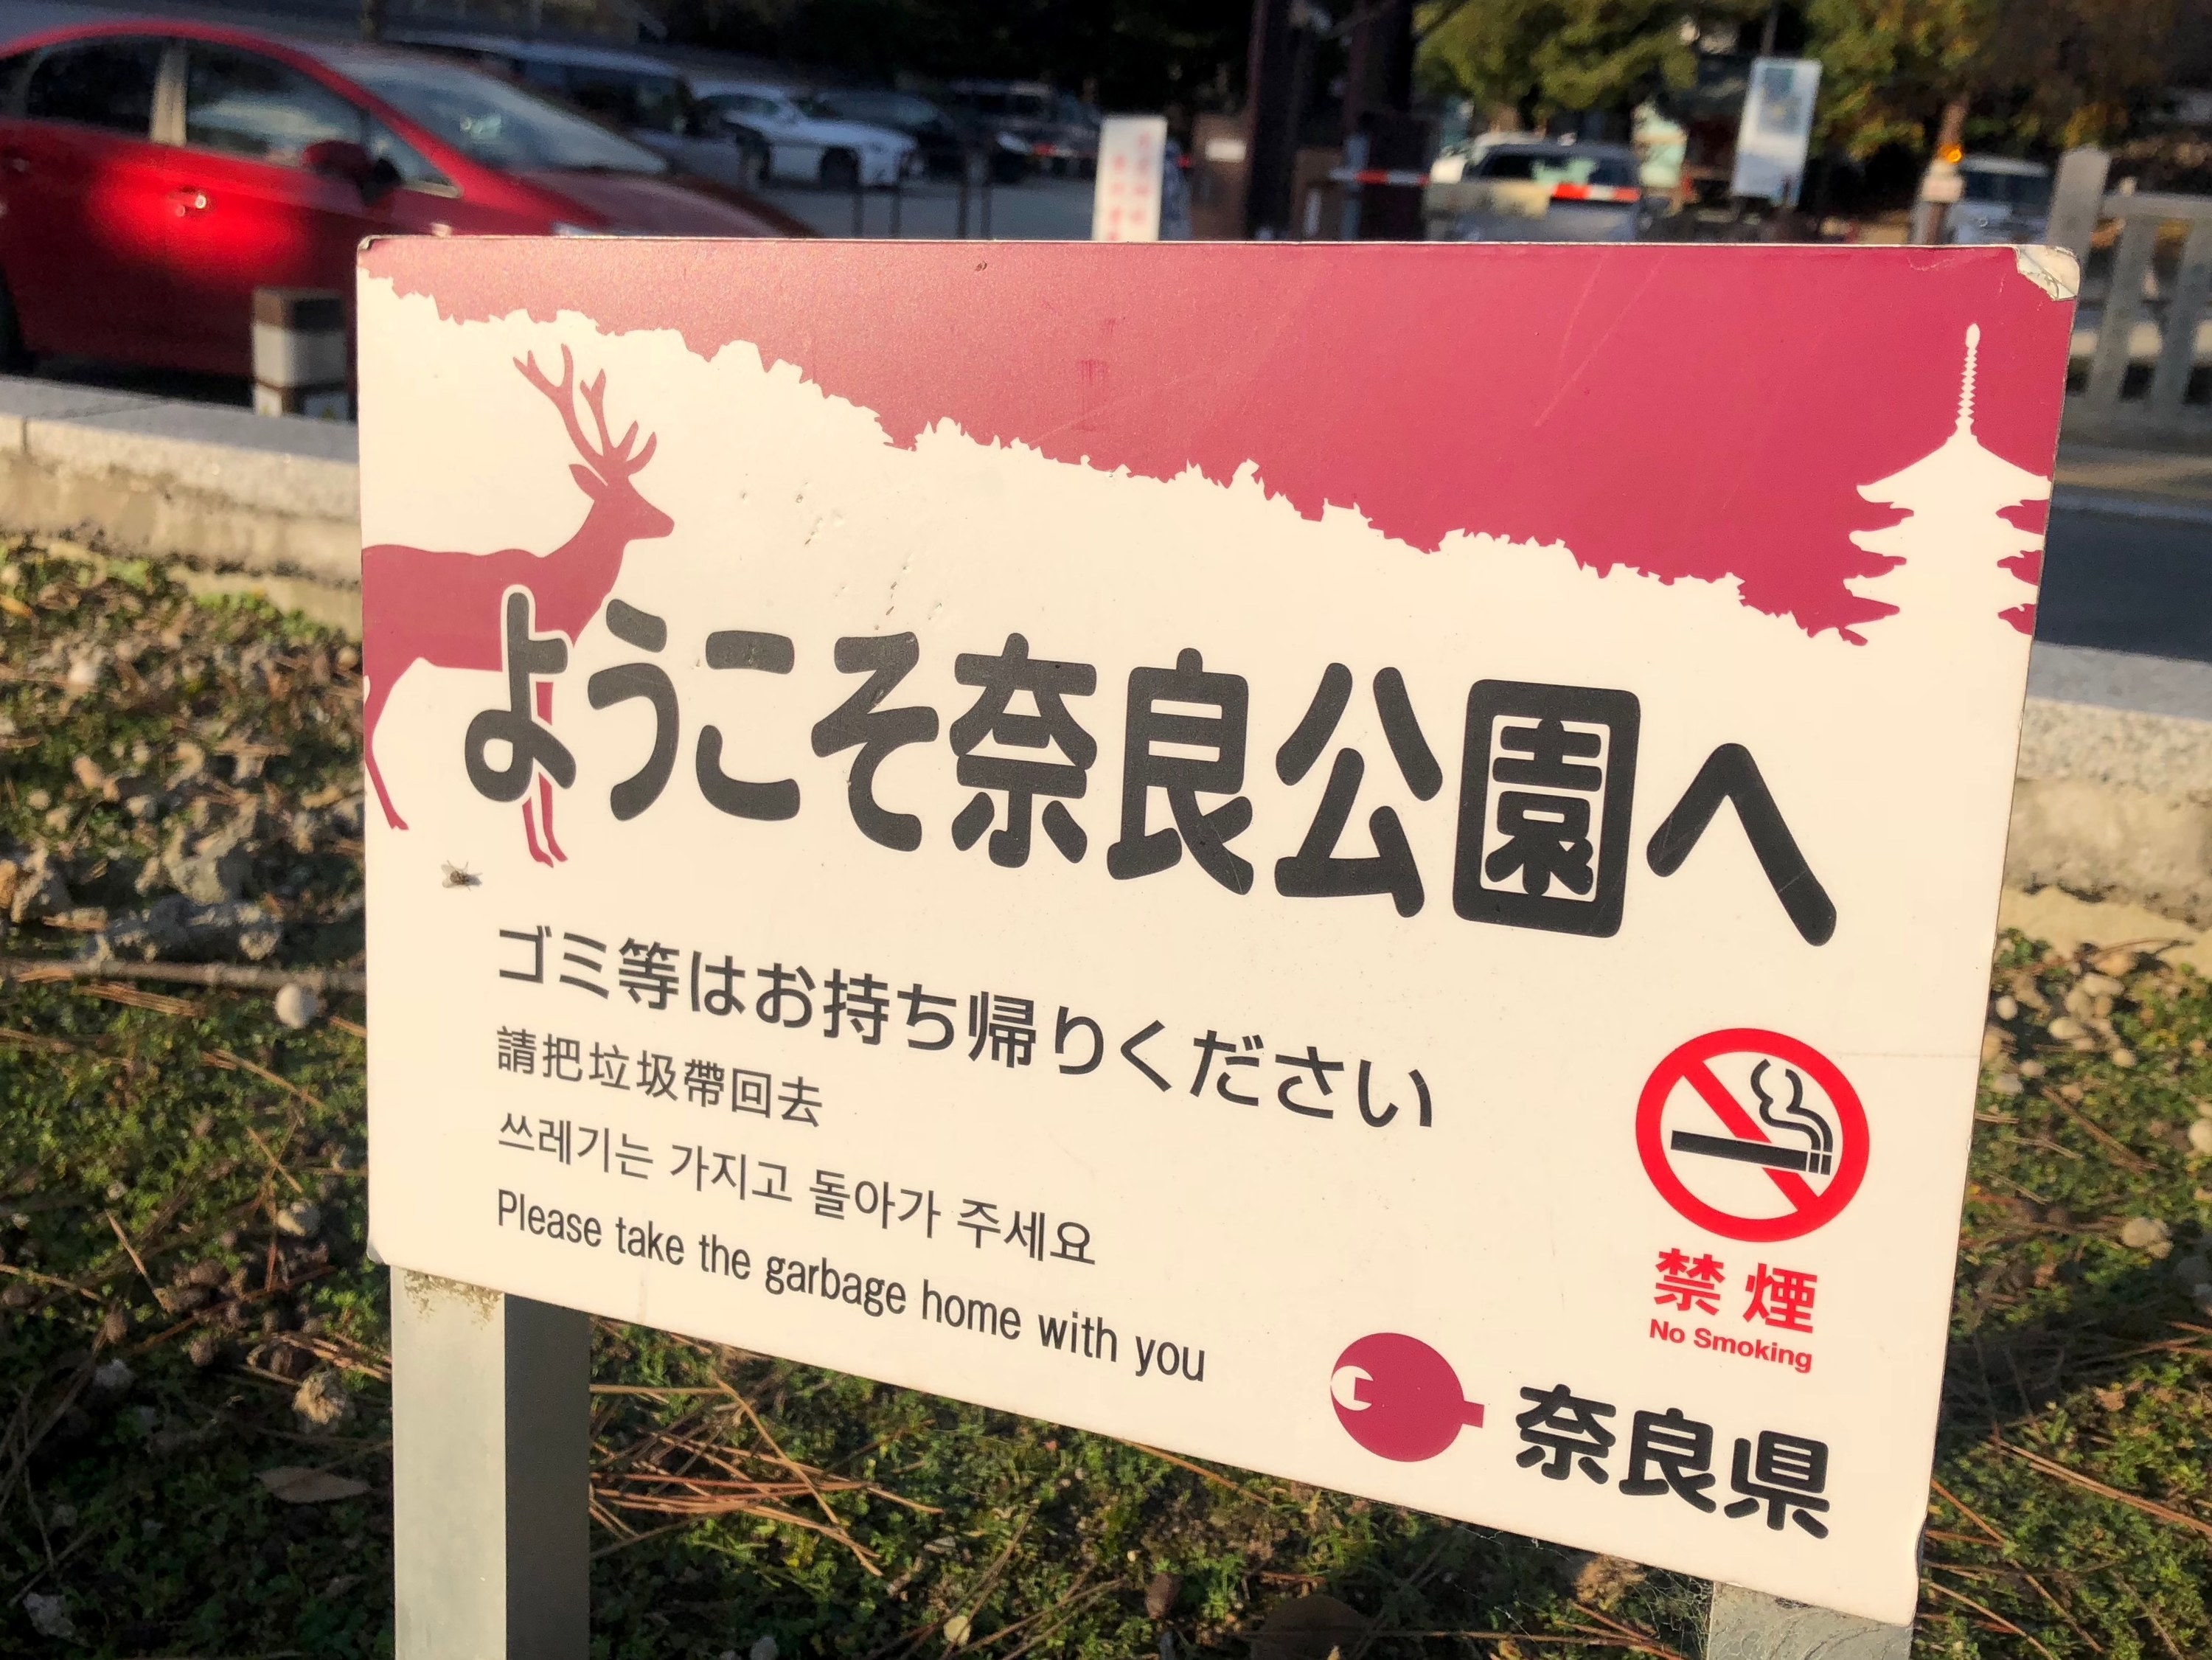 ようこそ奈良公園へ
ゴミ等はお持ち帰りください
請把垃圾帶回去
쓰레기는 가지고 돌아가 주세요
Please take the garbage home with you
禁煙
No Smoking
奈良県